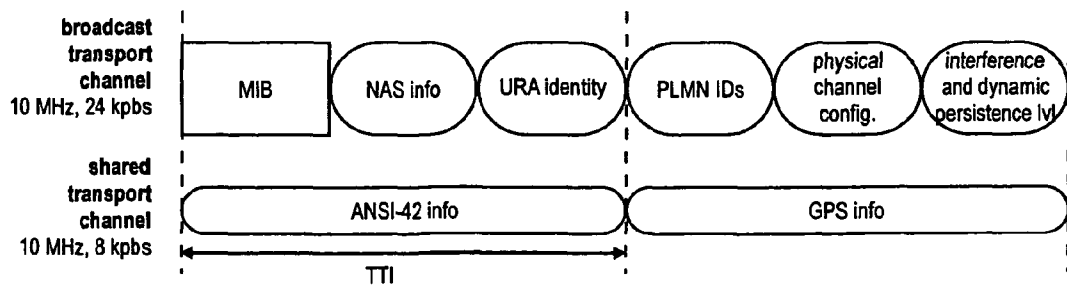 broadcast
transport
channel
10 MHz, 24 kpbs
MIB
NAS info
URA identity
PLMN IDs
physical
channel
config.
interference
and dynamic
persistence lvl
shared
transport
channel
10 MHz, 8 kpbs
ANSI-42 info
GPS info
TTI